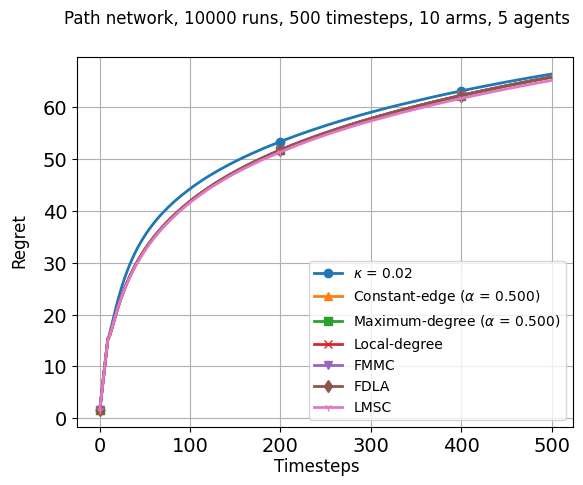 Path network, 10000 runs, 500 timesteps, 10 arms, 5 agents
Regret
60
50
40
30
20
10
0
κ = 0.02
Constant-edge (α = 0.500)
Maximum-degree (α = 0.500)
Local-degree
FMMC
FDLA
LMSC
0 100 200 300 400 500
Timesteps